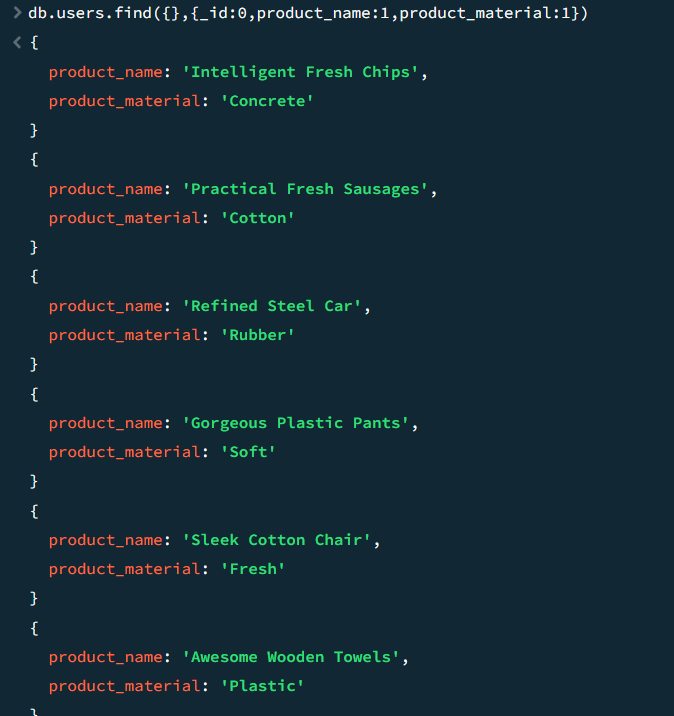 > db.users.find({},{_id:0,product_name:1,product_material:1})
< {
product_name: 'Intelligent Fresh Chips',
product_material: 'Concrete'
}
{
product_name: 'Practical Fresh Sausages',
product_material: 'Cotton'
}
{
product_name: 'Refined Steel Car',
product_material: 'Rubber'
}
{
product_name: 'Gorgeous Plastic Pants',
product_material: 'Soft'
}
{
product_name: 'Sleek Cotton Chair',
product_material: 'Fresh'
}
{
product_name: 'Awesome Wooden Towels',
product_material: 'Plastic'
}